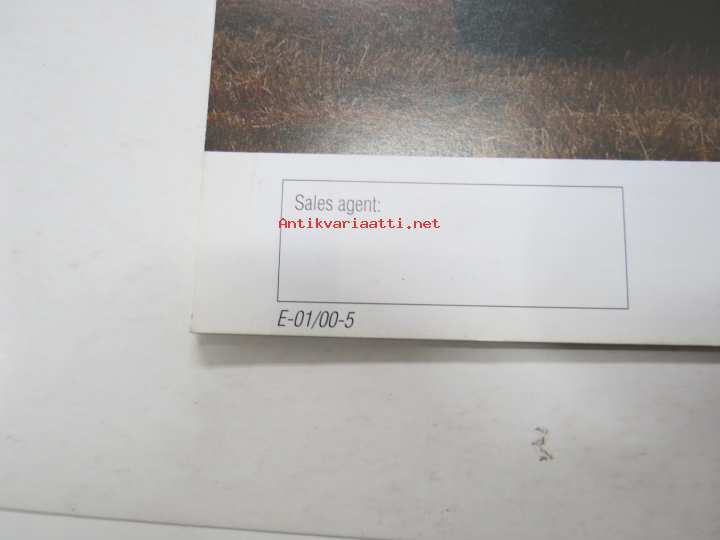 Sales agent:
Antikvariaatti.net
E-01/00-5